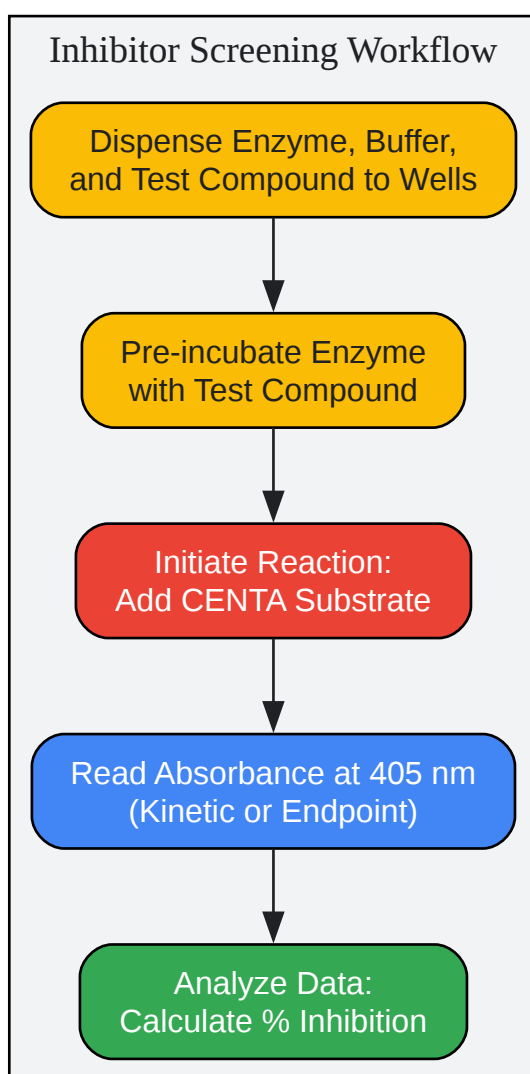 Inhibitor Screening Workflow
Dispense Enzyme, Buffer,
and Test Compound to Wells
Pre-incubate Enzyme
with Test Compound
Initiate Reaction:
Add CENTA Substrate
Read Absorbance at 405 nm
(Kinetic or Endpoint)
Analyze Data:
Calculate % Inhibition